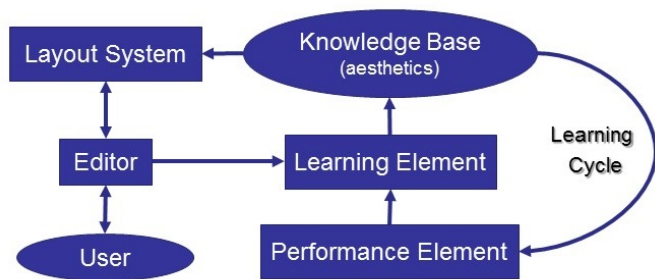 Layout System
Knowledge Base
(aesthetics)
Learning
Cycle
Editor
Learning Element
User
Performance Element